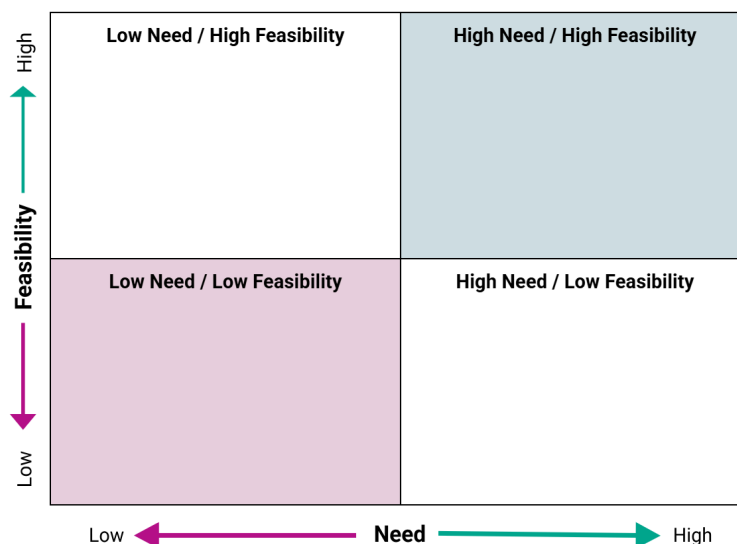 High
Low Need / High Feasibility
High Need / High Feasibility
Feasibility
Low Need / Low Feasibility
High Need / Low Feasibility
Low
Low
Need
High